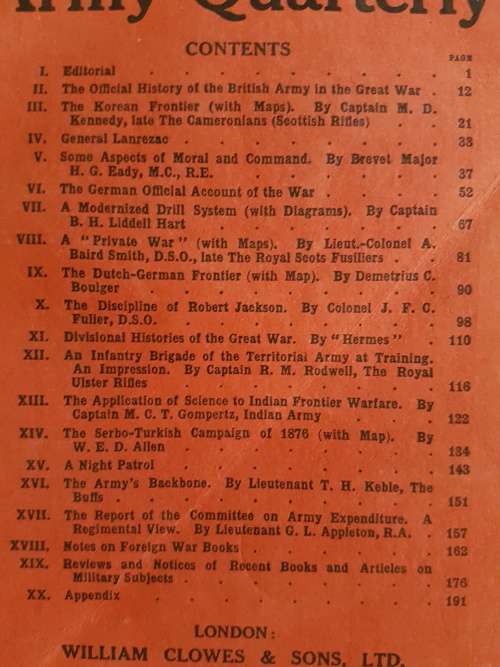 Army Quarterly
CONTENTS
PAGE
I. Editorial . . . . . . . . 1
II. The Official History of the British Army in the Great War . 12
III. The Korean Frontier (with Maps). By Captain M. D.
Kennedy, late The Cameronians (Scottish Rifles) . . 21
IV. General Lanrezac . . . . . . . 33
V. Some Aspects of Moral and Command. By Brevet Major
H. G. Eady, M.C., R.E. . . . . . . 37
VI. The German Official Account of the War . . . . 52
VII. A Modernized Drill System (with Diagrams). By Captain
B. H. Liddell Hart . . . . . . 67
VIII. A "Private War" (with Maps). By Lieut.-Colonel A.
Baird Smith, D.S.O., late The Royal Scots Fusiliers . . 81
IX. The Dutch-German Frontier (with Map). By Demetrius C.
Boulger . . . . . . . . 90
X. The Discipline of Robert Jackson. By Colonel J. F. C.
Fuller, D.S.O. . . . . . . . 98
XI. Divisional Histories of the Great War. By "Hermes" . 110
XII. An Infantry Brigade of the Territorial Army at Training.
An Impression. By Captain R. M. Rodwell, The Royal
Ulster Rifles . . . . . . . 116
XIII. The Application of Science to Indian Frontier Warfare. By
Captain M. C. T. Gompertz, Indian Army . . . 122
XIV. The Serbo-Turkish Campaign of 1876 (with Map). By
W. E. D. Allen . . . . . . . 134
XV. A Night Patrol . . . . . . . 143
XVI. The Army's Backbone. By Lieutenant T. H. Keble, The
Buffs . . . . . . . . 151
XVII. The Report of the Committee on Army Expenditure. A
Regimental View. By Lieutenant G. L. Appleton, R.A. . 157
XVIII. Notes on Foreign War Books . . . . . 162
XIX. Reviews and Notices of Recent Books and Articles on
Military Subjects . . . . . . . 176
XX. Appendix . . . . . . . 191
LONDON:
WILLIAM CLOWES & SONS, LTD.